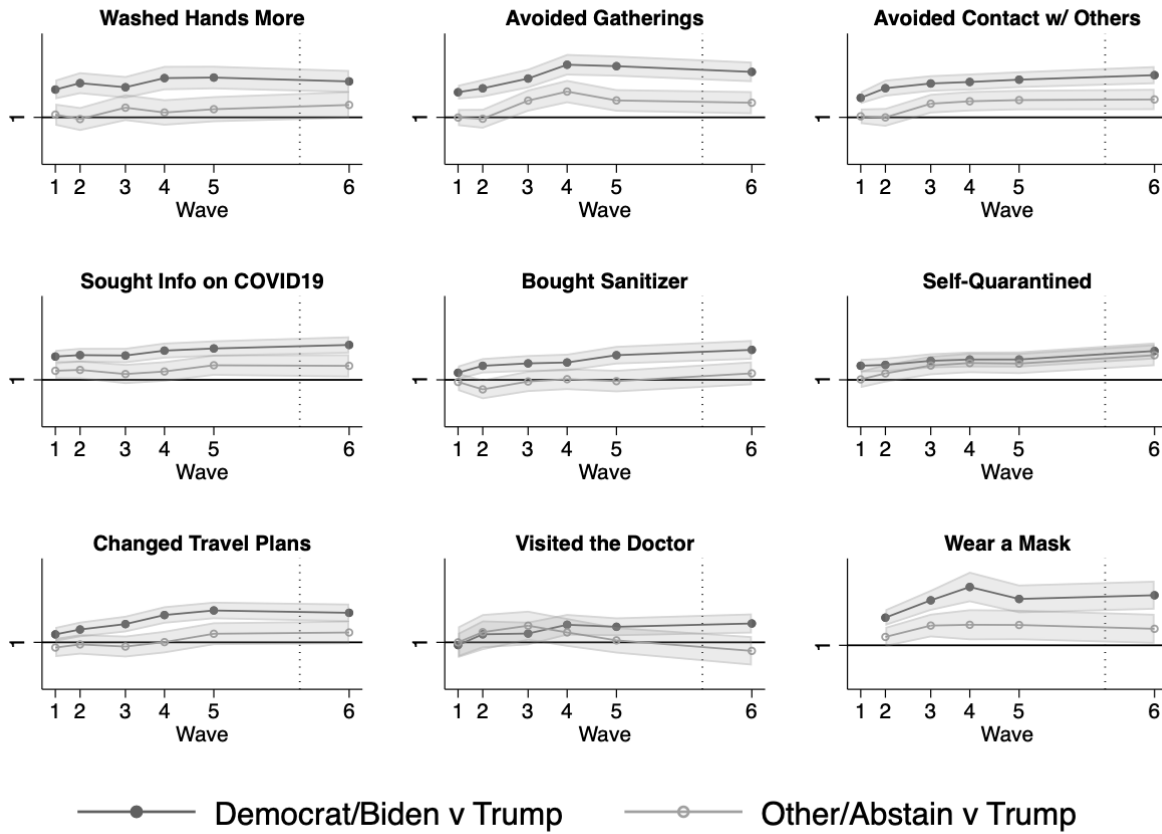 Washed Hands More
Avoided Gatherings
Avoided Contact w/ Others
1
1
1
1 2 3 4 5 6
1 2 3 4 5 6
1 2 3 4 5 6
Wave
Wave
Wave
Sought Info on COVID19
Bought Sanitizer
Self-Quarantined
1
1
1
1 2 3 4 5 6
1 2 3 4 5 6
1 2 3 4 5 6
Wave
Wave
Wave
Changed Travel Plans
Visited the Doctor
Wear a Mask
1
1
1
1 2 3 4 5 6
1 2 3 4 5 6
1 2 3 4 5 6
Wave
Wave
Wave
Democrat/Biden v Trump
Other/Abstain v Trump